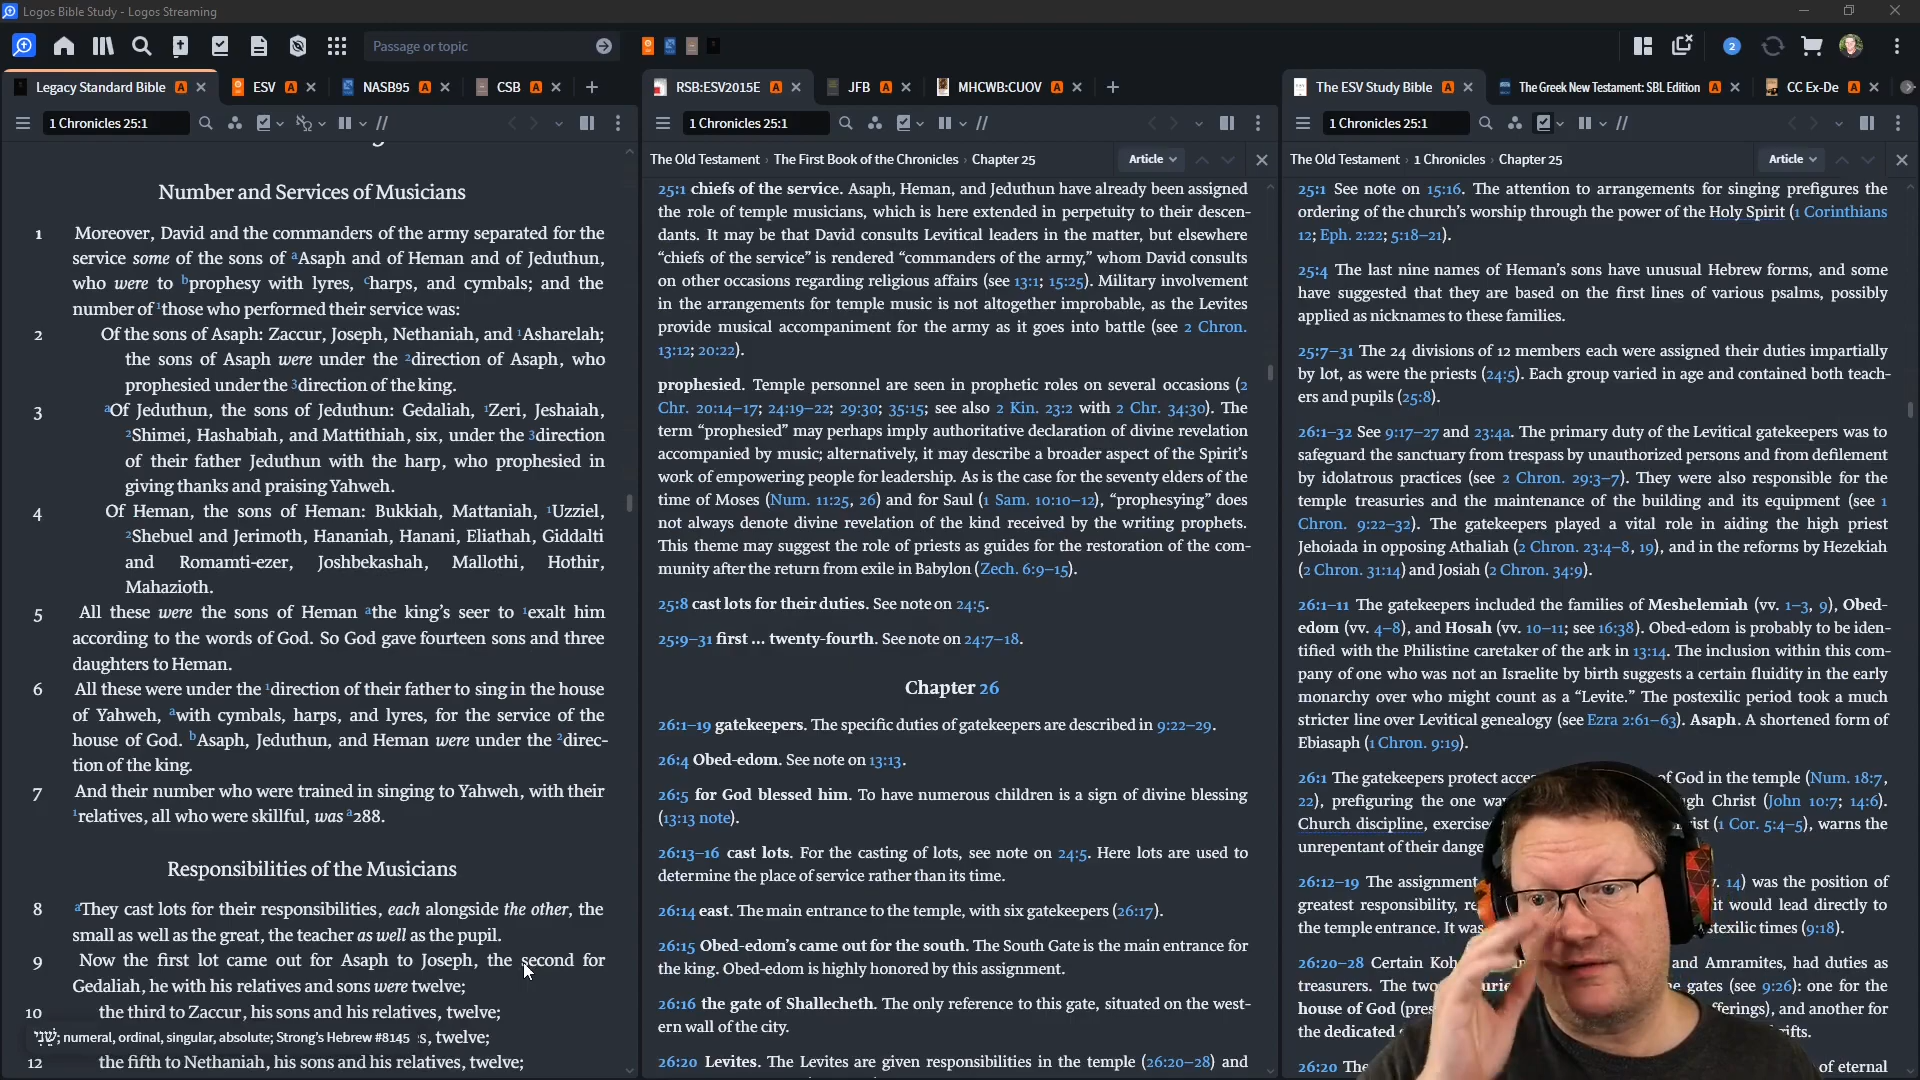 Logos Bible Study - Logos Streaming
Passage or topic
2
Legacy Standard Bible A
ESV A
NASB95 A
CSB A
RSB:ESV2015E A
JFB A
MHCWB:CUOV A
The ESV Study Bible A
The Greek New Testament: SBL Edition A
CC Ex-De A
1 Chronicles 25:1
1 Chronicles 25:1
1 Chronicles 25:1
Number and Services of Musicians
1 Moreover, David and the commanders of the army separated for the
service some of the sons of aAsaph and of Heman and of Jeduthun,
who were to bprophesy with lyres, charps, and cymbals; and the
number of 1those who performed their service was:
2 Of the sons of Asaph: Zaccur, Joseph, Nethaniah, and 1Asharelah;
the sons of Asaph were under the 2direction of Asaph, who
prophesied under the 3direction of the king.
3 aOf Jeduthun, the sons of Jeduthun: Gedaliah, 1Zeri, Jeshaiah,
2Shimei, Hashabiah, and Mattithiah, six, under the 3direction
of their father Jeduthun with the harp, who prophesied in
giving thanks and praising Yahweh.
4 Of Heman, the sons of Heman: Bukkiah, Mattaniah, 1Uzziel,
2Shebuel and Jerimoth, Hananiah, Hanani, Eliathah, Giddalti
and Romamti-ezer, Joshbekashah, Mallothi, Hothir,
Mahazioth.
5 All these were the sons of Heman athe king's seer to 1exalt him
according to the words of God. So God gave fourteen sons and three
daughters to Heman.
6 All these were under the 1direction of their father to sing in the house
of Yahweh, awith cymbals, harps, and lyres, for the service of the
house of God. bAsaph, Jeduthun, and Heman were under the 2direc-
tion of the king.
7 And their number who were trained in singing to Yahweh, with their
1relatives, all who were skillful, was a288.
Responsibilities of the Musicians
8 aThey cast lots for their responsibilities, each alongside the other, the
small as well as the great, the teacher as well as the pupil.
9 Now the first lot came out for Asaph to Joseph, the second for
Gedaliah, he with his relatives and sons were twelve;
10 the third to Zaccur, his sons and his relatives, twelve;
שֵׁנִי; numeral, ordinal, singular, absolute; Strong's Hebrew #8145 s, twelve;
12 the fifth to Nethaniah, his sons and his relatives, twelve;
The Old Testament › The First Book of the Chronicles › Chapter 25
Article
25:1 chiefs of the service. Asaph, Heman, and Jeduthun have already been assigned
the role of temple musicians, which is here extended in perpetuity to their descen-
dants. It may be that David consults Levitical leaders in the matter, but elsewhere
“chiefs of the service” is rendered “commanders of the army,” whom David consults
on other occasions regarding religious affairs (see 13:1; 15:25). Military involvement
in the arrangements for temple music is not altogether improbable, as the Levites
provide musical accompaniment for the army as it goes into battle (see 2 Chron.
13:12; 20:22).
prophesied. Temple personnel are seen in prophetic roles on several occasions (2
Chr. 20:14–17; 24:19–22; 29:30; 35:15; see also 2 Kin. 23:2 with 2 Chr. 34:30). The
term “prophesied” may perhaps imply authoritative declaration of divine revelation
accompanied by music; alternatively, it may describe a broader aspect of the Spirit's
work of empowering people for leadership. As is the case for the seventy elders of the
time of Moses (Num. 11:25, 26) and for Saul (1 Sam. 10:10–12), “prophesying” does
not always denote divine revelation of the kind received by the writing prophets.
This theme may suggest the role of priests as guides for the restoration of the com-
munity after the return from exile in Babylon (Zech. 6:9–15).
25:8 cast lots for their duties. See note on 24:5.
25:9–31 first ... twenty-fourth. See note on 24:7–18.
Chapter 26
26:1–19 gatekeepers. The specific duties of gatekeepers are described in 9:22–29.
26:4 Obed-edom. See note on 13:13.
26:5 for God blessed him. To have numerous children is a sign of divine blessing
(13:13 note).
26:13–16 cast lots. For the casting of lots, see note on 24:5. Here lots are used to
determine the place of service rather than its time.
26:14 east. The main entrance to the temple, with six gatekeepers (26:17).
26:15 Obed-edom's came out for the south. The South Gate is the main entrance for
the king. Obed-edom is highly honored by this assignment.
26:16 the gate of Shallecheth. The only reference to this gate, situated on the west-
ern wall of the city.
26:20 Levites. The Levites are given responsibilities in the temple (26:20–28) and
The Old Testament › 1 Chronicles › Chapter 25
Article
25:1 See note on 15:16. The attention to arrangements for singing prefigures the
ordering of the church's worship through the power of the Holy Spirit (1 Corinthians
12; Eph. 2:22; 5:18–21).
25:4 The last nine names of Heman's sons have unusual Hebrew forms, and some
have suggested that they are based on the first lines of various psalms, possibly
applied as nicknames to these families.
25:7–31 The 24 divisions of 12 members each were assigned their duties impartially
by lot, as were the priests (24:5). Each group varied in age and contained both teach-
ers and pupils (25:8).
26:1–32 See 9:17–27 and 23:4a. The primary duty of the Levitical gatekeepers was to
safeguard the sanctuary from trespass by unauthorized persons and from defilement
by idolatrous practices (see 2 Chron. 29:3–7). They were also responsible for the
temple treasuries and the maintenance of the building and its equipment (see 1
Chron. 9:22–32). The gatekeepers played a vital role in aiding the high priest
Jehoiada in opposing Athaliah (2 Chron. 23:4–8, 19), and in the reforms by Hezekiah
(2 Chron. 31:14) and Josiah (2 Chron. 34:9).
26:1–11 The gatekeepers included the families of Meshelemiah (vv. 1–3, 9), Obed-
edom (vv. 4–8), and Hosah (vv. 10–11; see 16:38). Obed-edom is probably to be iden-
tified with the Philistine caretaker of the ark in 13:14. The inclusion within this com-
pany of one who was not an Israelite by birth suggests a certain fluidity in the early
monarchy over who might count as a “Levite.” The postexilic period took a much
stricter line over Levitical genealogy (see Ezra 2:61–63). Asaph. A shortened form of
Ebiasaph (1 Chron. 9:19).
26:1 The gatekeepers protect acce of God in the temple (Num. 18:7,
22), prefiguring the one wa gh Christ (John 10:7; 14:6).
Church discipline, exercise ist (1 Cor. 5:4–5), warns the
unrepentant of their dange
26:12–19 The assignment v. 14) was the position of
greatest responsibility, re it would lead directly to
the temple entrance. It was stexilic times (9:18).
26:20–28 Certain Koh and Amramites, had duties as
treasurers. The two urie gates (see 9:26): one for the
house of God (pres fferings), and another for
the dedicated ifts.
26:20 The of eternal